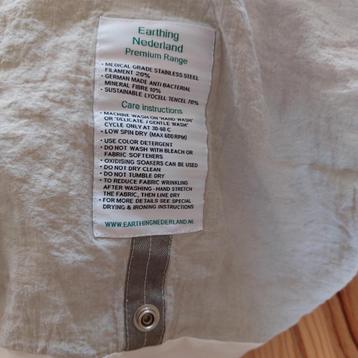 Earthing
Nederland
Premium Range
• MEDICAL GRADE STAINLESS STEEL
FILAMENT 20%
• GERMAN MADE ANTIBACTERIAL
MINERAL FIBRE 10%
• SUSTAINABLE LYOCELL TENCEL 70%
Care instructions
• MACHINE WASH ON 'HAND WASH'
OR 'DELICATE / GENTLE WASH'
CYCLE ONLY AT 30-60 C
• LOW SPIN DRY (MAX 600 RPM)
• USE COLOR DETERGENT
• DO NOT WASH WITH BLEACH OR
FABRIC SOFTENERS
• OXIDISING SOAKERS CAN BE USED
• DO NOT DRY CLEAN
• DO NOT TUMBLE DRY
• TO REDUCE FABRIC WRINKLING
AFTER WASHING - HAND STRETCH
THE FABRIC, THEN LINE DRY
• FOR MORE DETAILS SEE SPECIAL
DRYING & IRONING INSTRUCTIONS
WWW.EARTHINGNEDERLAND.NL